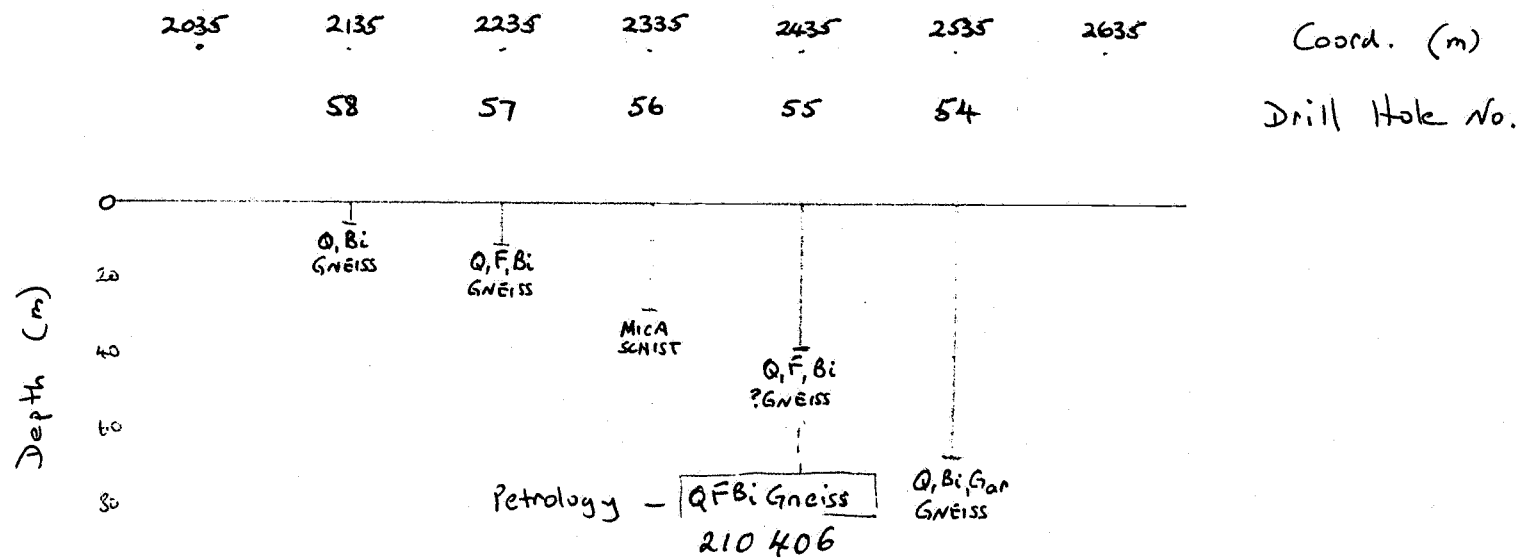 2035 2135 2235 2335 2435 2535 2635 Coord. (m)
58 57 56 55 54 Drill Hole No.
0
Q, Bi
GNEISS
Q, F, Bi
GNEISS
20
MICA
SCHIST
40
Q, F, Bi
?GNEISS
60
Depth (m)
Q, Bi, Gar
GNEISS
80
Petrology - QFBi Gneiss
210 406